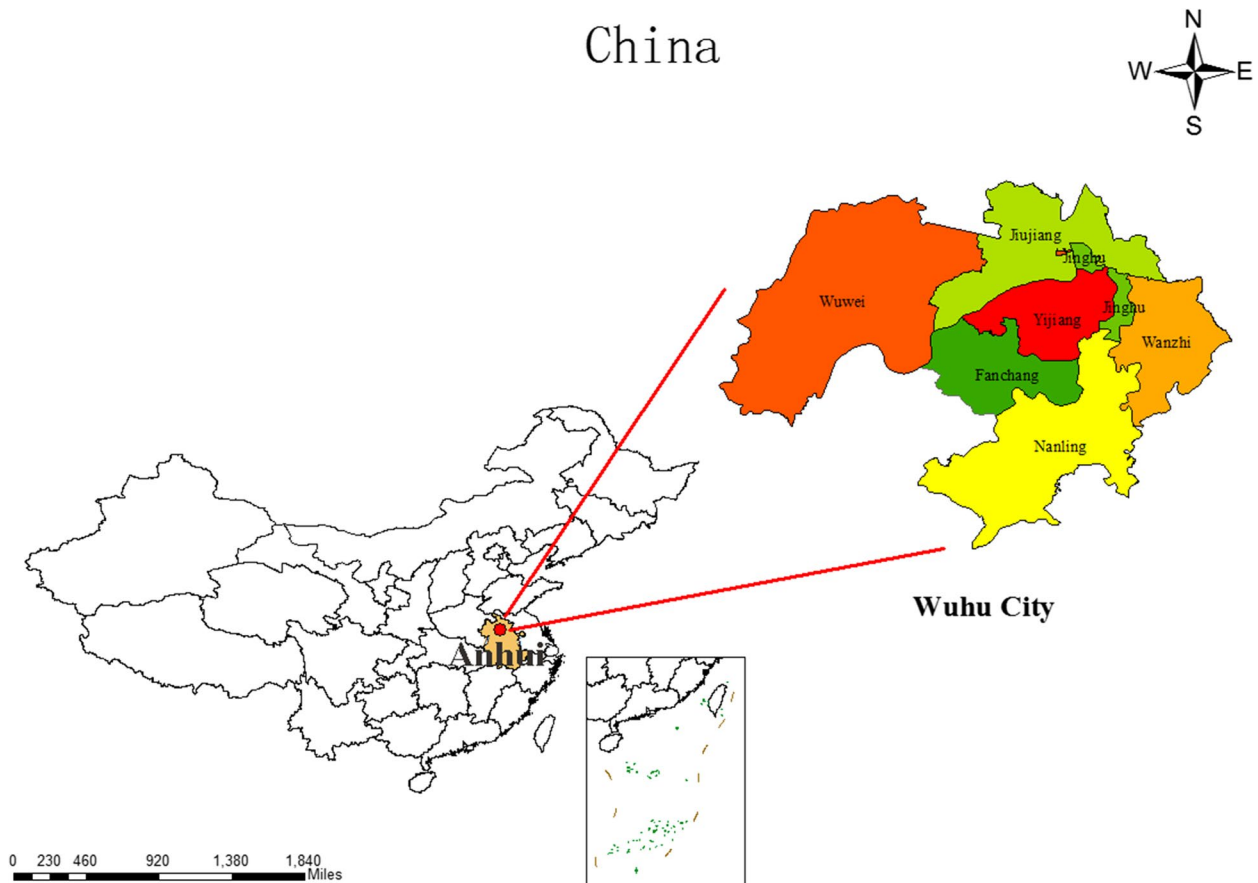 China
N
W E
S
Jiujiang
Jinghu
Wuwei
Yijiang
Jinghu
Wanzhi
Fanchang
Nanling
Wuhu City
Anhui
0 230 460 920 1,380 1,840
Miles